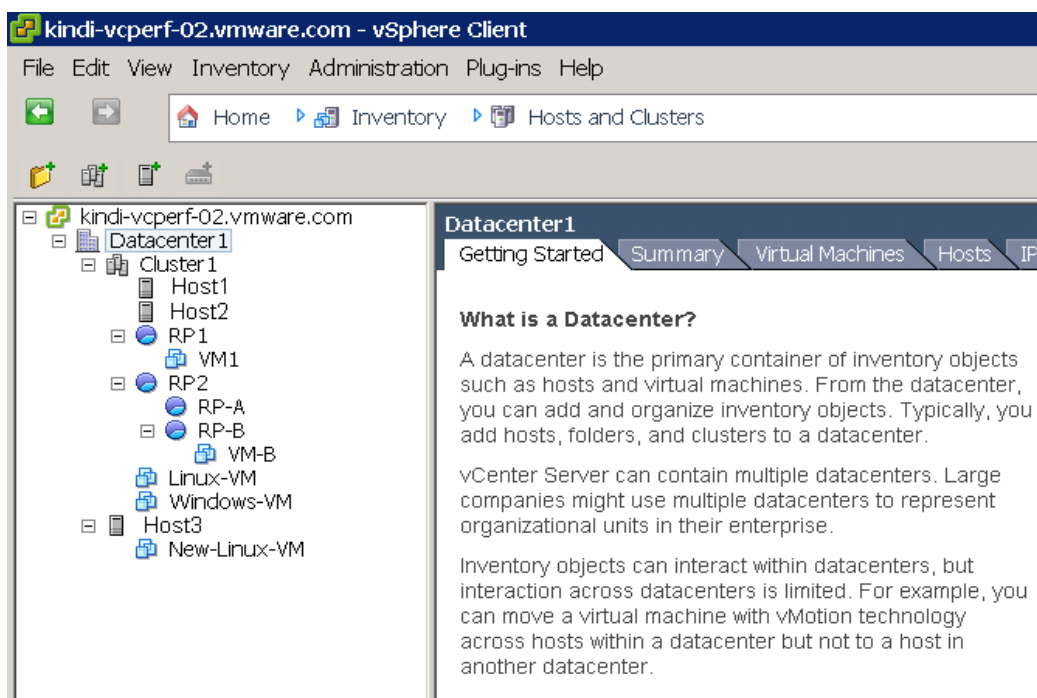 kindi-vcperf-02.vmware.com - vSphere Client
File Edit View Inventory Administration Plug-ins Help
Home Inventory Hosts and Clusters
kindi-vcperf-02.vmware.com
Datacenter1
Cluster1
Host1
Host2
RP1
VM1
RP2
RP-A
RP-B
VM-B
Linux-VM
Windows-VM
Host3
New-Linux-VM
Datacenter1
Getting Started Summary Virtual Machines Hosts IP
What is a Datacenter?
A datacenter is the primary container of inventory objects
such as hosts and virtual machines. From the datacenter,
you can add and organize inventory objects. Typically, you
add hosts, folders, and clusters to a datacenter.
vCenter Server can contain multiple datacenters. Large
companies might use multiple datacenters to represent
organizational units in their enterprise.
Inventory objects can interact within datacenters, but
interaction across datacenters is limited. For example, you
can move a virtual machine with vMotion technology
across hosts within a datacenter but not to a host in
another datacenter.